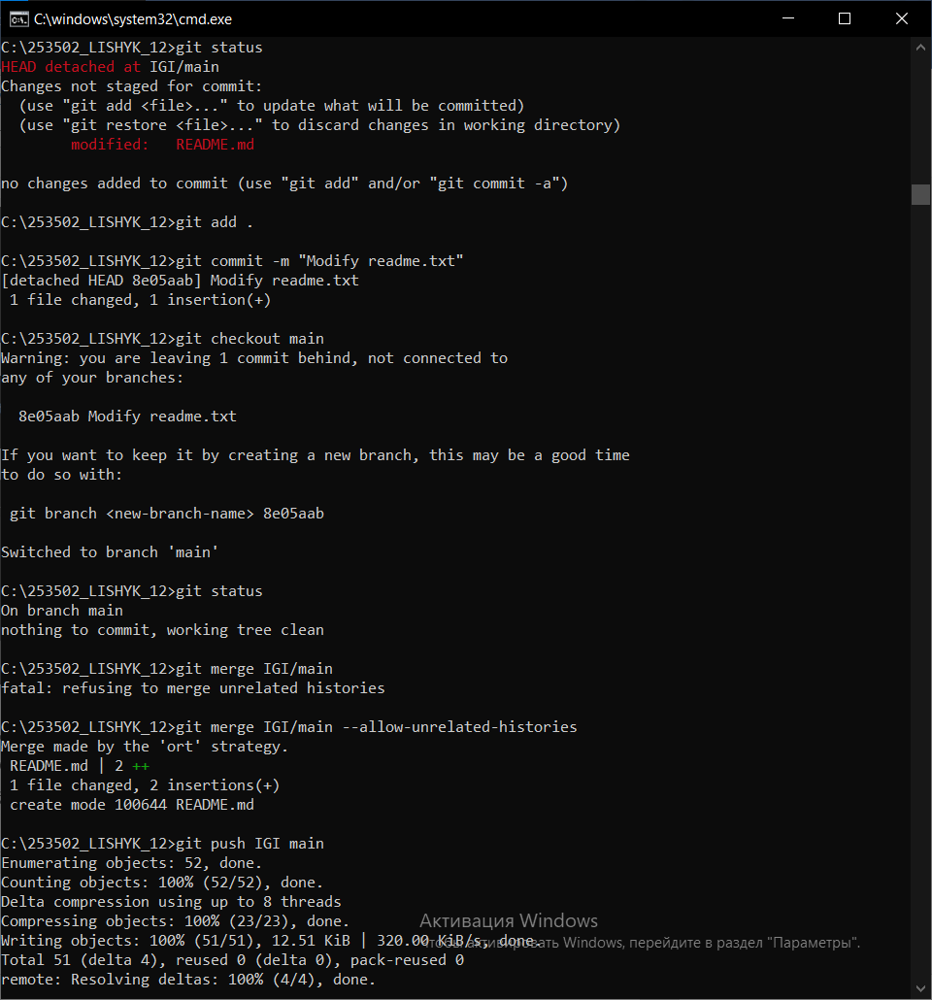 C:\windows\system32\cmd.exe
C:\253502_LISHYK_12>git status
HEAD detached at IGI/main
Changes not staged for commit:
  (use "git add <file>..." to update what will be committed)
  (use "git restore <file>..." to discard changes in working directory)
        modified:   README.md
no changes added to commit (use "git add" and/or "git commit -a")
C:\253502_LISHYK_12>git add .
C:\253502_LISHYK_12>git commit -m "Modify readme.txt"
[detached HEAD 8e05aab] Modify readme.txt
 1 file changed, 1 insertion(+)
C:\253502_LISHYK_12>git checkout main
Warning: you are leaving 1 commit behind, not connected to
any of your branches:
  8e05aab Modify readme.txt
If you want to keep it by creating a new branch, this may be a good time
to do so with:
 git branch <new-branch-name> 8e05aab
Switched to branch 'main'
C:\253502_LISHYK_12>git status
On branch main
nothing to commit, working tree clean
C:\253502_LISHYK_12>git merge IGI/main
fatal: refusing to merge unrelated histories
C:\253502_LISHYK_12>git merge IGI/main --allow-unrelated-histories
Merge made by the 'ort' strategy.
 README.md | 2 ++
 1 file changed, 2 insertions(+)
 create mode 100644 README.md
C:\253502_LISHYK_12>git push IGI main
Enumerating objects: 52, done.
Counting objects: 100% (52/52), done.
Delta compression using up to 8 threads
Compressing objects: 100% (23/23), done.
Активация Windows
Writing objects: 100% (51/51), 12.51 KiB | 320.00 KiB/s, done.
Windows, перейдите в раздел "Параметры".
Total 51 (delta 4), reused 0 (delta 0), pack-reused 0
remote: Resolving deltas: 100% (4/4), done.